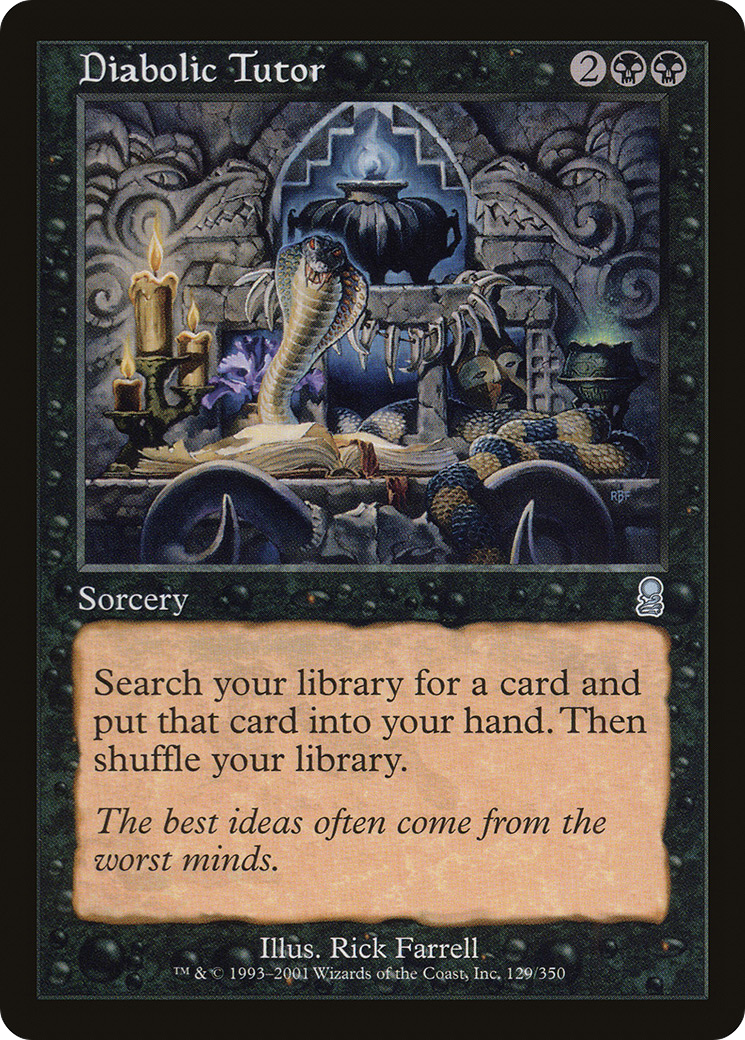 Diabolic Tutor 2
RBF
Sorcery
Search your library for a card and
put that card into your hand. Then
shuffle your library.
The best ideas often come from the
worst minds.
Illus. Rick Farrell
™ & © 1993–2001 Wizards of the Coast, Inc. 129/350